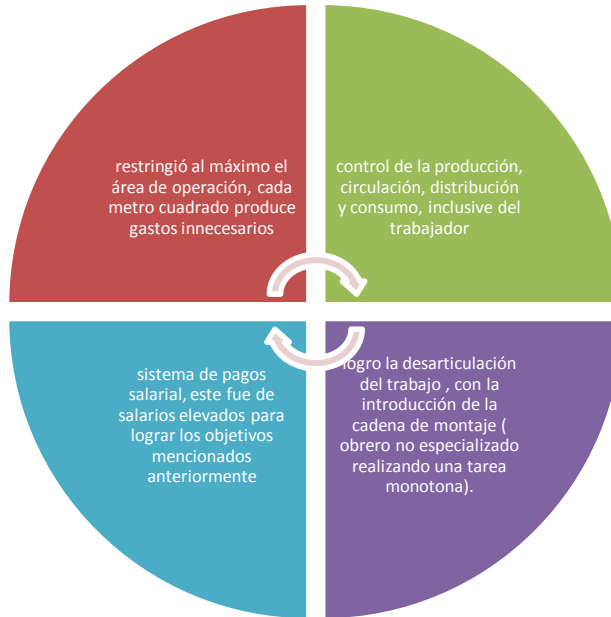 restringió al máximo el
área de operación, cada
metro cuadrado produce
gastos innecesarios
control de la producción,
circulación, distribución
y consumo, inclusive del
trabajador
sistema de pagos
salarial, este fue de
salarios elevados para
lograr los objetivos
mencionados
anteriormente
logro la desarticulación
del trabajo , con la
introducción de la
cadena de montaje (
obrero no especializado
realizando una tarea
monotona).